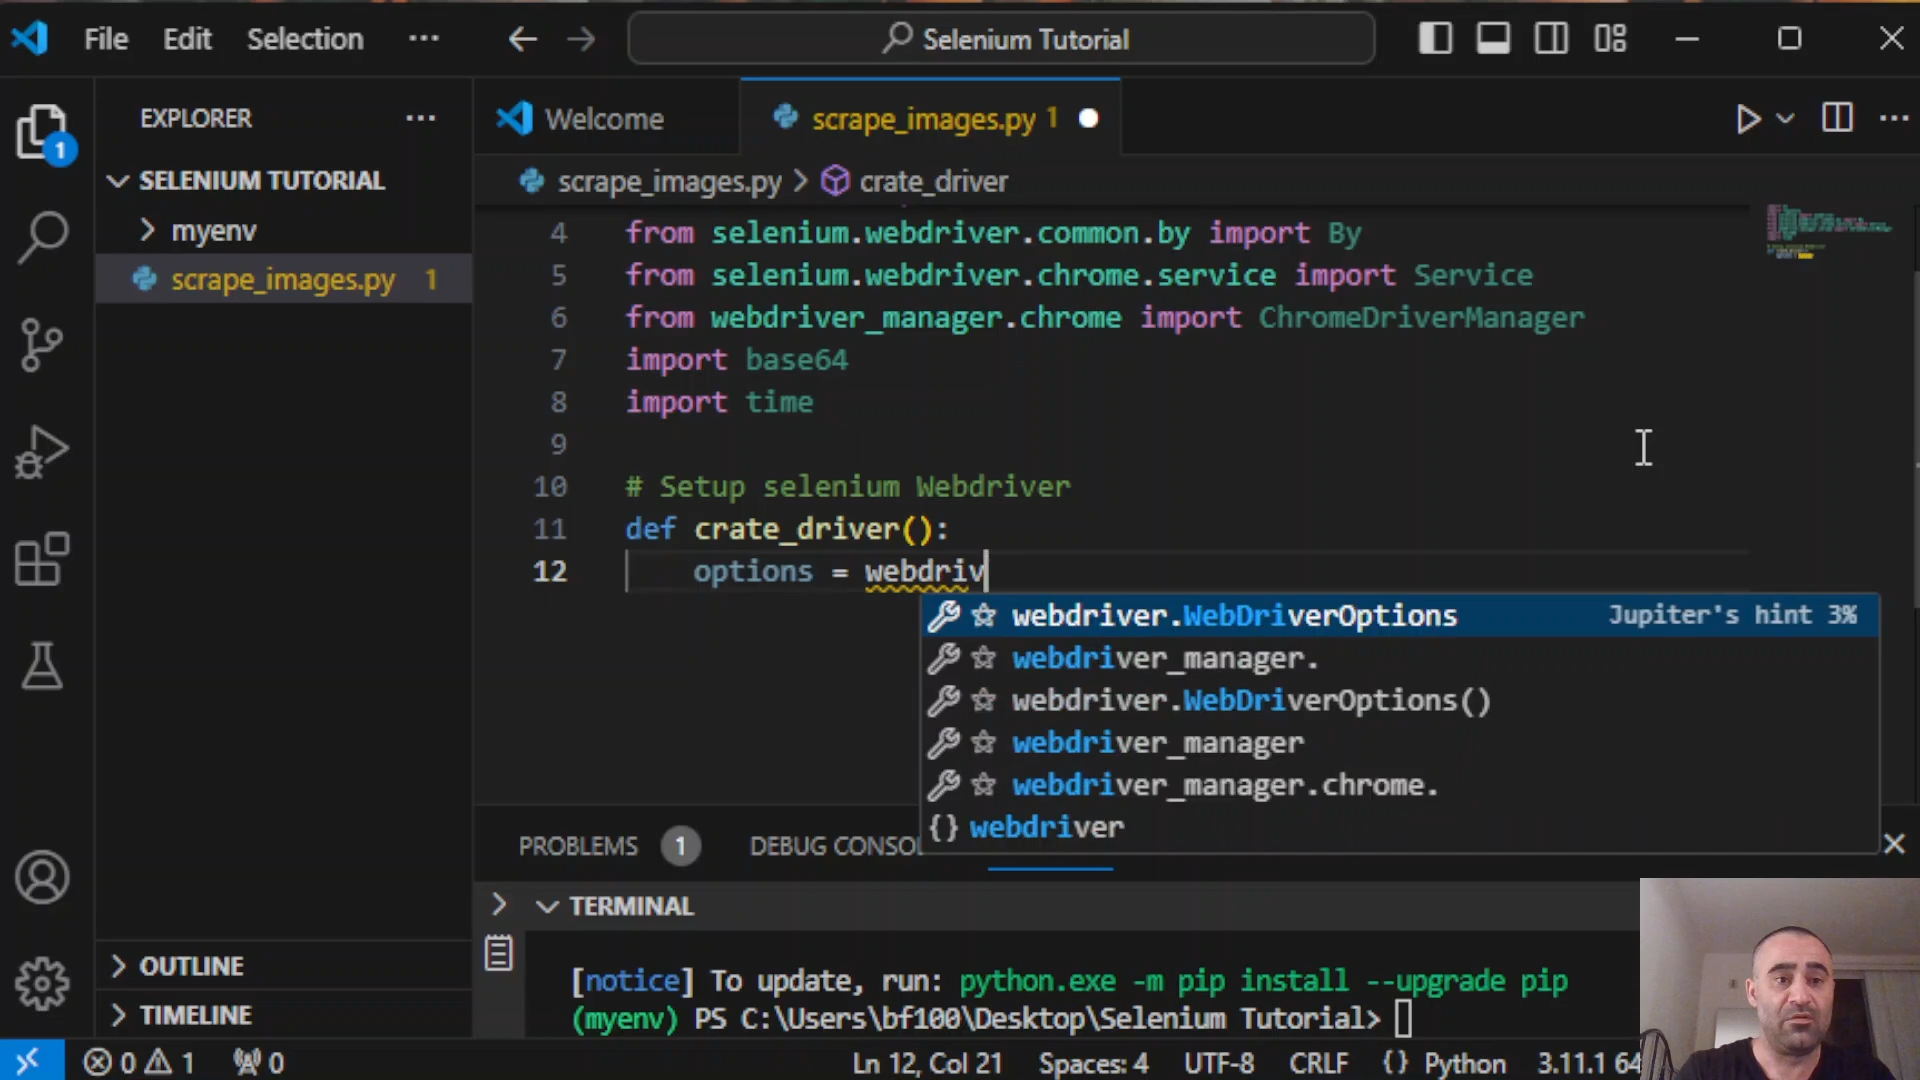 File Edit Selection ··· Selenium Tutorial
EXPLORER ···
SELENIUM TUTORIAL
myenv
scrape_images.py 1
OUTLINE
TIMELINE
1
Welcome scrape_images.py 1
scrape_images.py > crate_driver
4 from selenium.webdriver.common.by import By
5 from selenium.webdriver.chrome.service import Service
6 from webdriver_manager.chrome import ChromeDriverManager
7 import base64
8 import time
9
10 # Setup selenium Webdriver
11 def crate_driver():
12 options = webdriv
webdriver.WebDriverOptions Jupiter's hint 3%
webdriver_manager.
webdriver.WebDriverOptions()
webdriver_manager
webdriver_manager.chrome.
{} webdriver
PROBLEMS 1 DEBUG CONSO
TERMINAL
[notice] To update, run: python.exe -m pip install --upgrade pip
(myenv) PS C:\Users\bf100\Desktop\Selenium Tutorial>
0 1 0 Ln 12, Col 21 Spaces: 4 UTF-8 CRLF {} Python 3.11.1 64